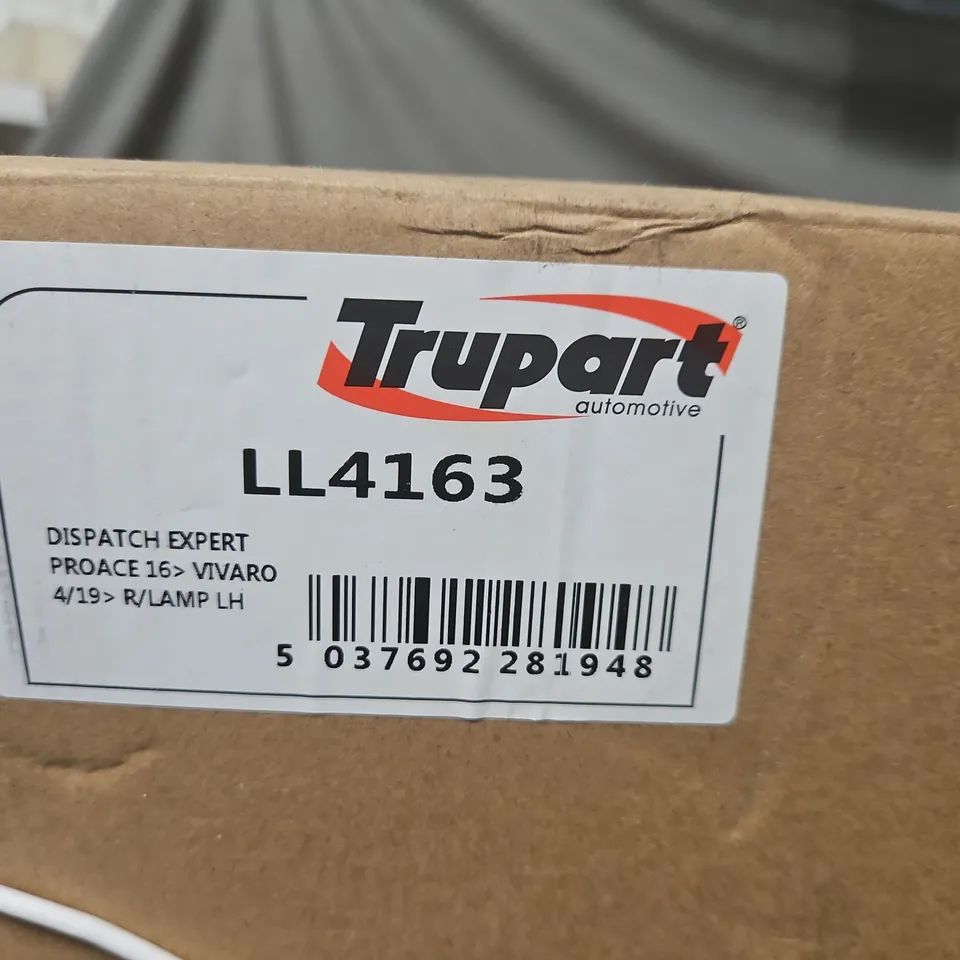 Trupart®
automotive
LL4163
DISPATCH EXPERT
PROACE 16> VIVARO
4/19> R/LAMP LH
5 037692 281948